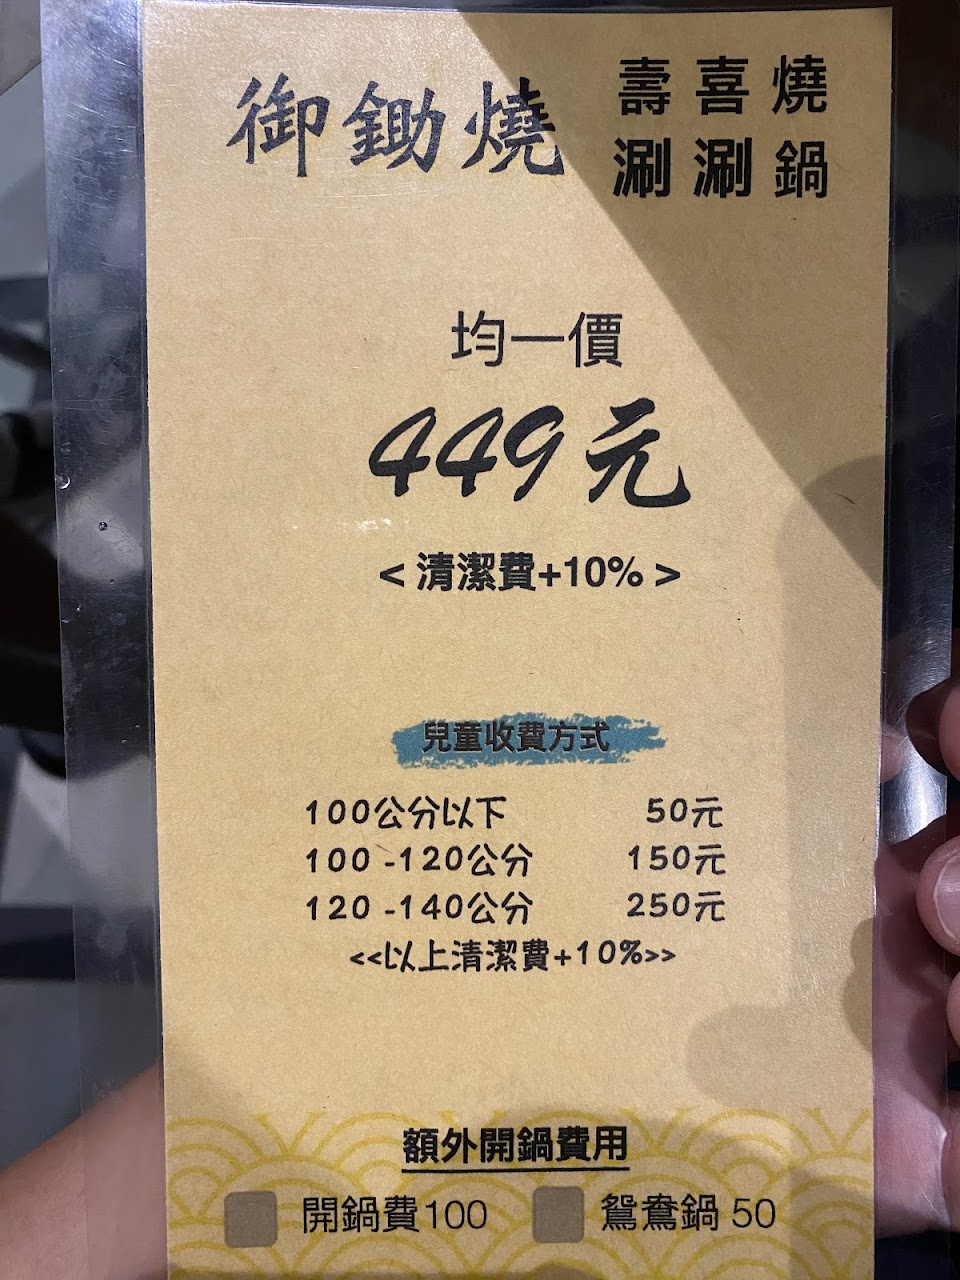 御鋤燒
壽喜燒
涮涮鍋
均一價
449元
<清潔費+10%>
兒童收費方式
100公分以下 50元
100-120公分 150元
120-140公分 250元
<<以上清潔費+10%>>
額外開鍋費用
開鍋費100 鴛鴦鍋 50